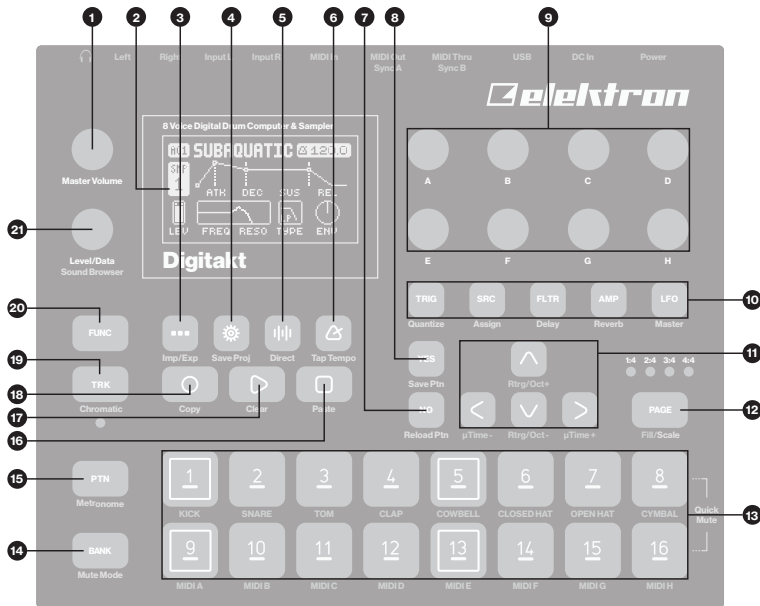 1 2 3 4 5 6 7 8 9
Left Right Input L Input R MIDI In MIDI Out Sync A MIDI Thru Sync B USB DC In Power
elektron
8 Voice Digital Drum Computer & Sampler
A01 SUBAQUATIC 120.0
SMP
1
ATK DEC SUS REL
LEV FREQ RESO TYPE ENV
LP
Digitakt
Master Volume
21
Level/Data
Sound Browser
A B C D
E F G H
TRIG SRC FLTR AMP LFO 10
Quantize Assign Delay Reverb Master
20
FUNC
Imp/Exp Save Proj Direct Tap Tempo
YES
Save Ptn
Rtrg/Oct+
11
1:4 2:4 3:4 4:4
19
TRK
Chromatic
18
17
16
Copy Clear Paste
NO
Reload Ptn
µTime- Rtrg/Oct- µTime+
PAGE
Fill/Scale
12
15
PTN
Metronome
1 2 3 4 5 6 7 8
KICK SNARE TOM CLAP COWBELL CLOSED HAT OPEN HAT CYMBAL
Quick
Mute
13
14
BANK
Mute Mode
9 10 11 12 13 14 15 16
MIDI A MIDI B MIDI C MIDI D MIDI E MIDI F MIDI G MIDI H